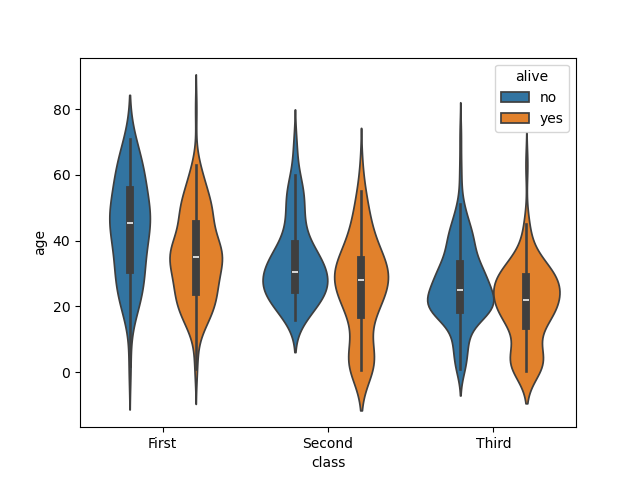 alive
no
yes
80
60
40
20
0
age
First
Second
Third
class